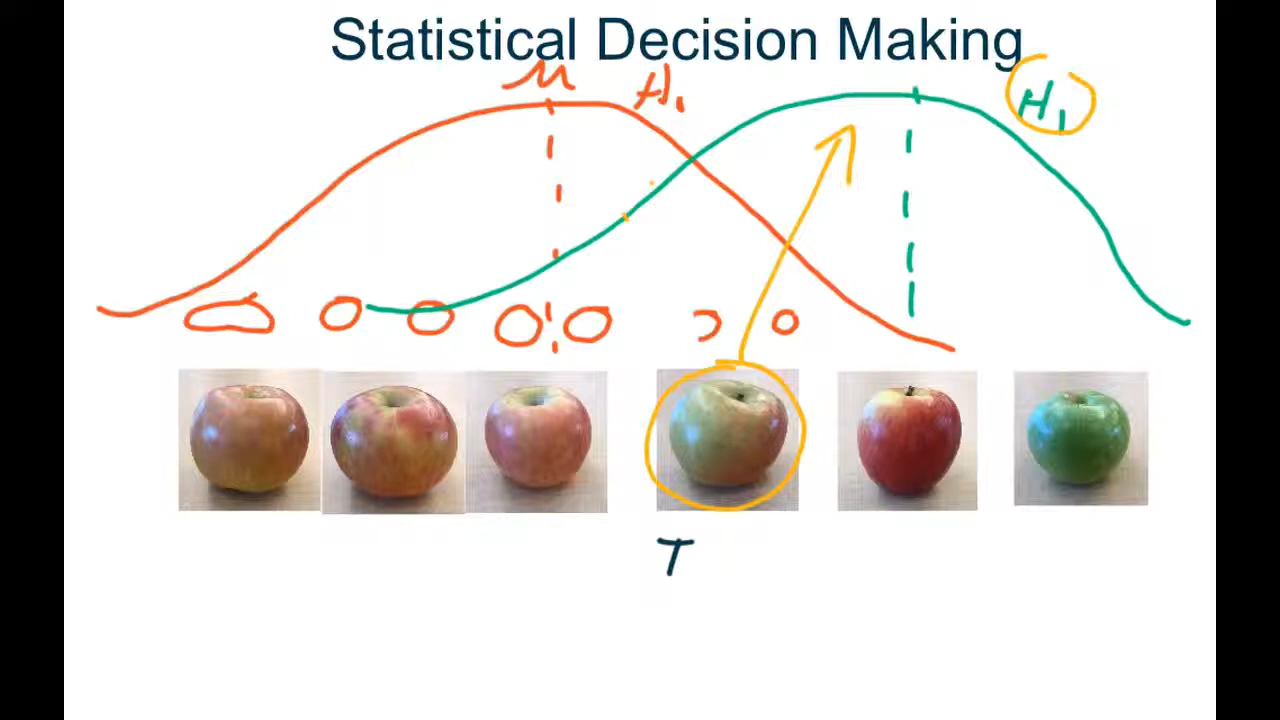 Statistical Decision Making
μ H₁
H₁
T